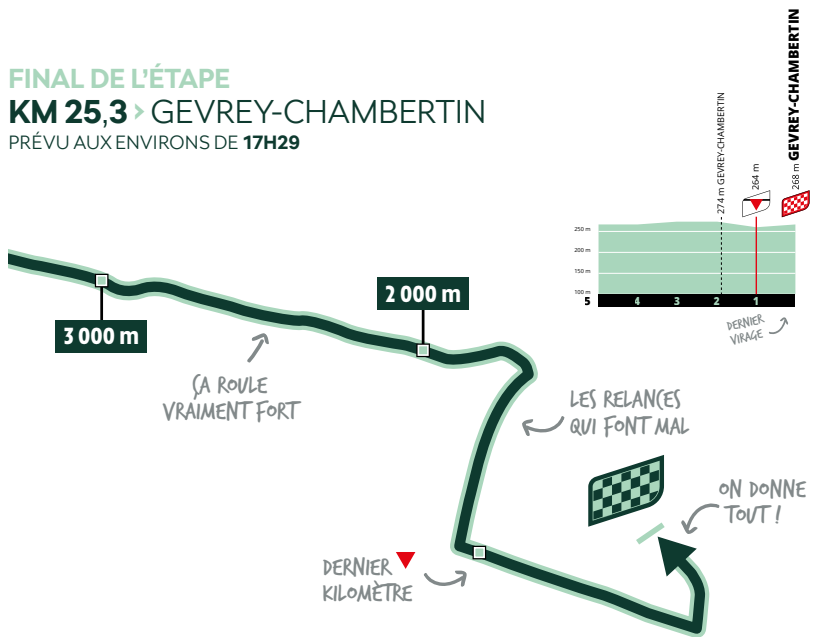 FINAL DE L'ÉTAPE
KM 25,3 > GEVREY-CHAMBERTIN
PRÉVU AUX ENVIRONS DE 17H29
274 m GEVREY-CHAMBERTIN
264 m
268 m GEVREY-CHAMBERTIN
250 m
200 m
150 m
100 m
5 4 3 2 1
DERNIER
VIRAGE
3 000 m
2 000 m
ÇA ROULE
VRAIMENT FORT
LES RELANCES
QUI FONT MAL
ON DONNE
TOUT !
DERNIER
KILOMÈTRE